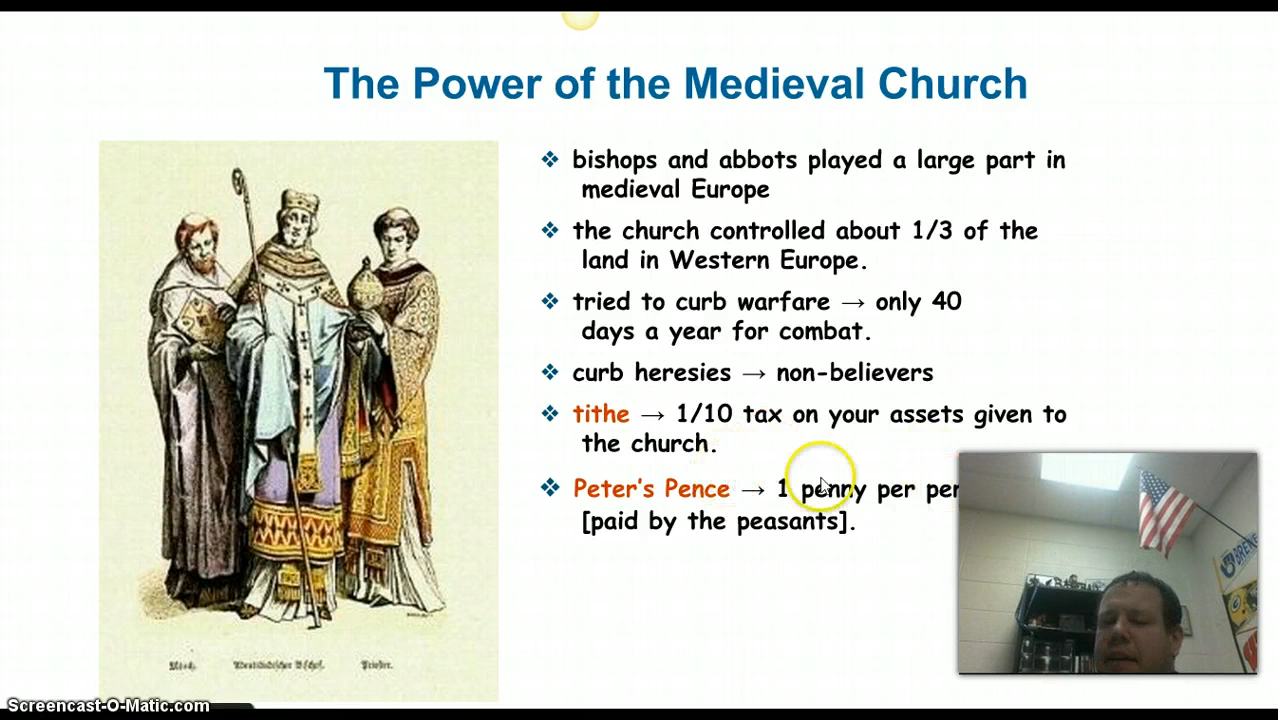 The Power of the Medieval Church
❖ bishops and abbots played a large part in
medieval Europe
❖ the church controlled about 1/3 of the
land in Western Europe.
❖ tried to curb warfare → only 40
days a year for combat.
❖ curb heresies → non-believers
❖ tithe → 1/10 tax on your assets given to
the church.
❖ Peter's Pence → 1 penny per per
[paid by the peasants].
Mönch. Priester.
Screencast-O-Matic.com